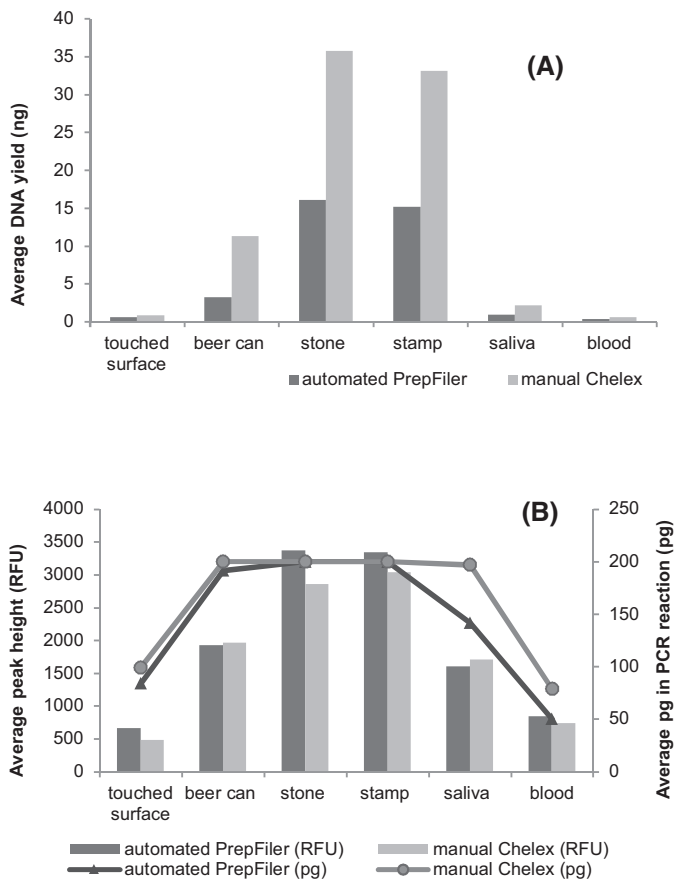 40
35
30
25
20
15
10
5
0
Average DNA yield (ng)
(A)
touched surface
beer can
stone
stamp
saliva
blood
automated PrepFiler
manual Chelex
4000
3500
3000
2500
2000
1500
1000
500
0
Average peak height (RFU)
(B)
250
200
150
100
50
0
Average pg in PCR reaction (pg)
touched surface
beer can
stone
stamp
saliva
blood
automated PrepFiler (RFU)
manual Chelex (RFU)
automated PrepFiler (pg)
manual Chelex (pg)